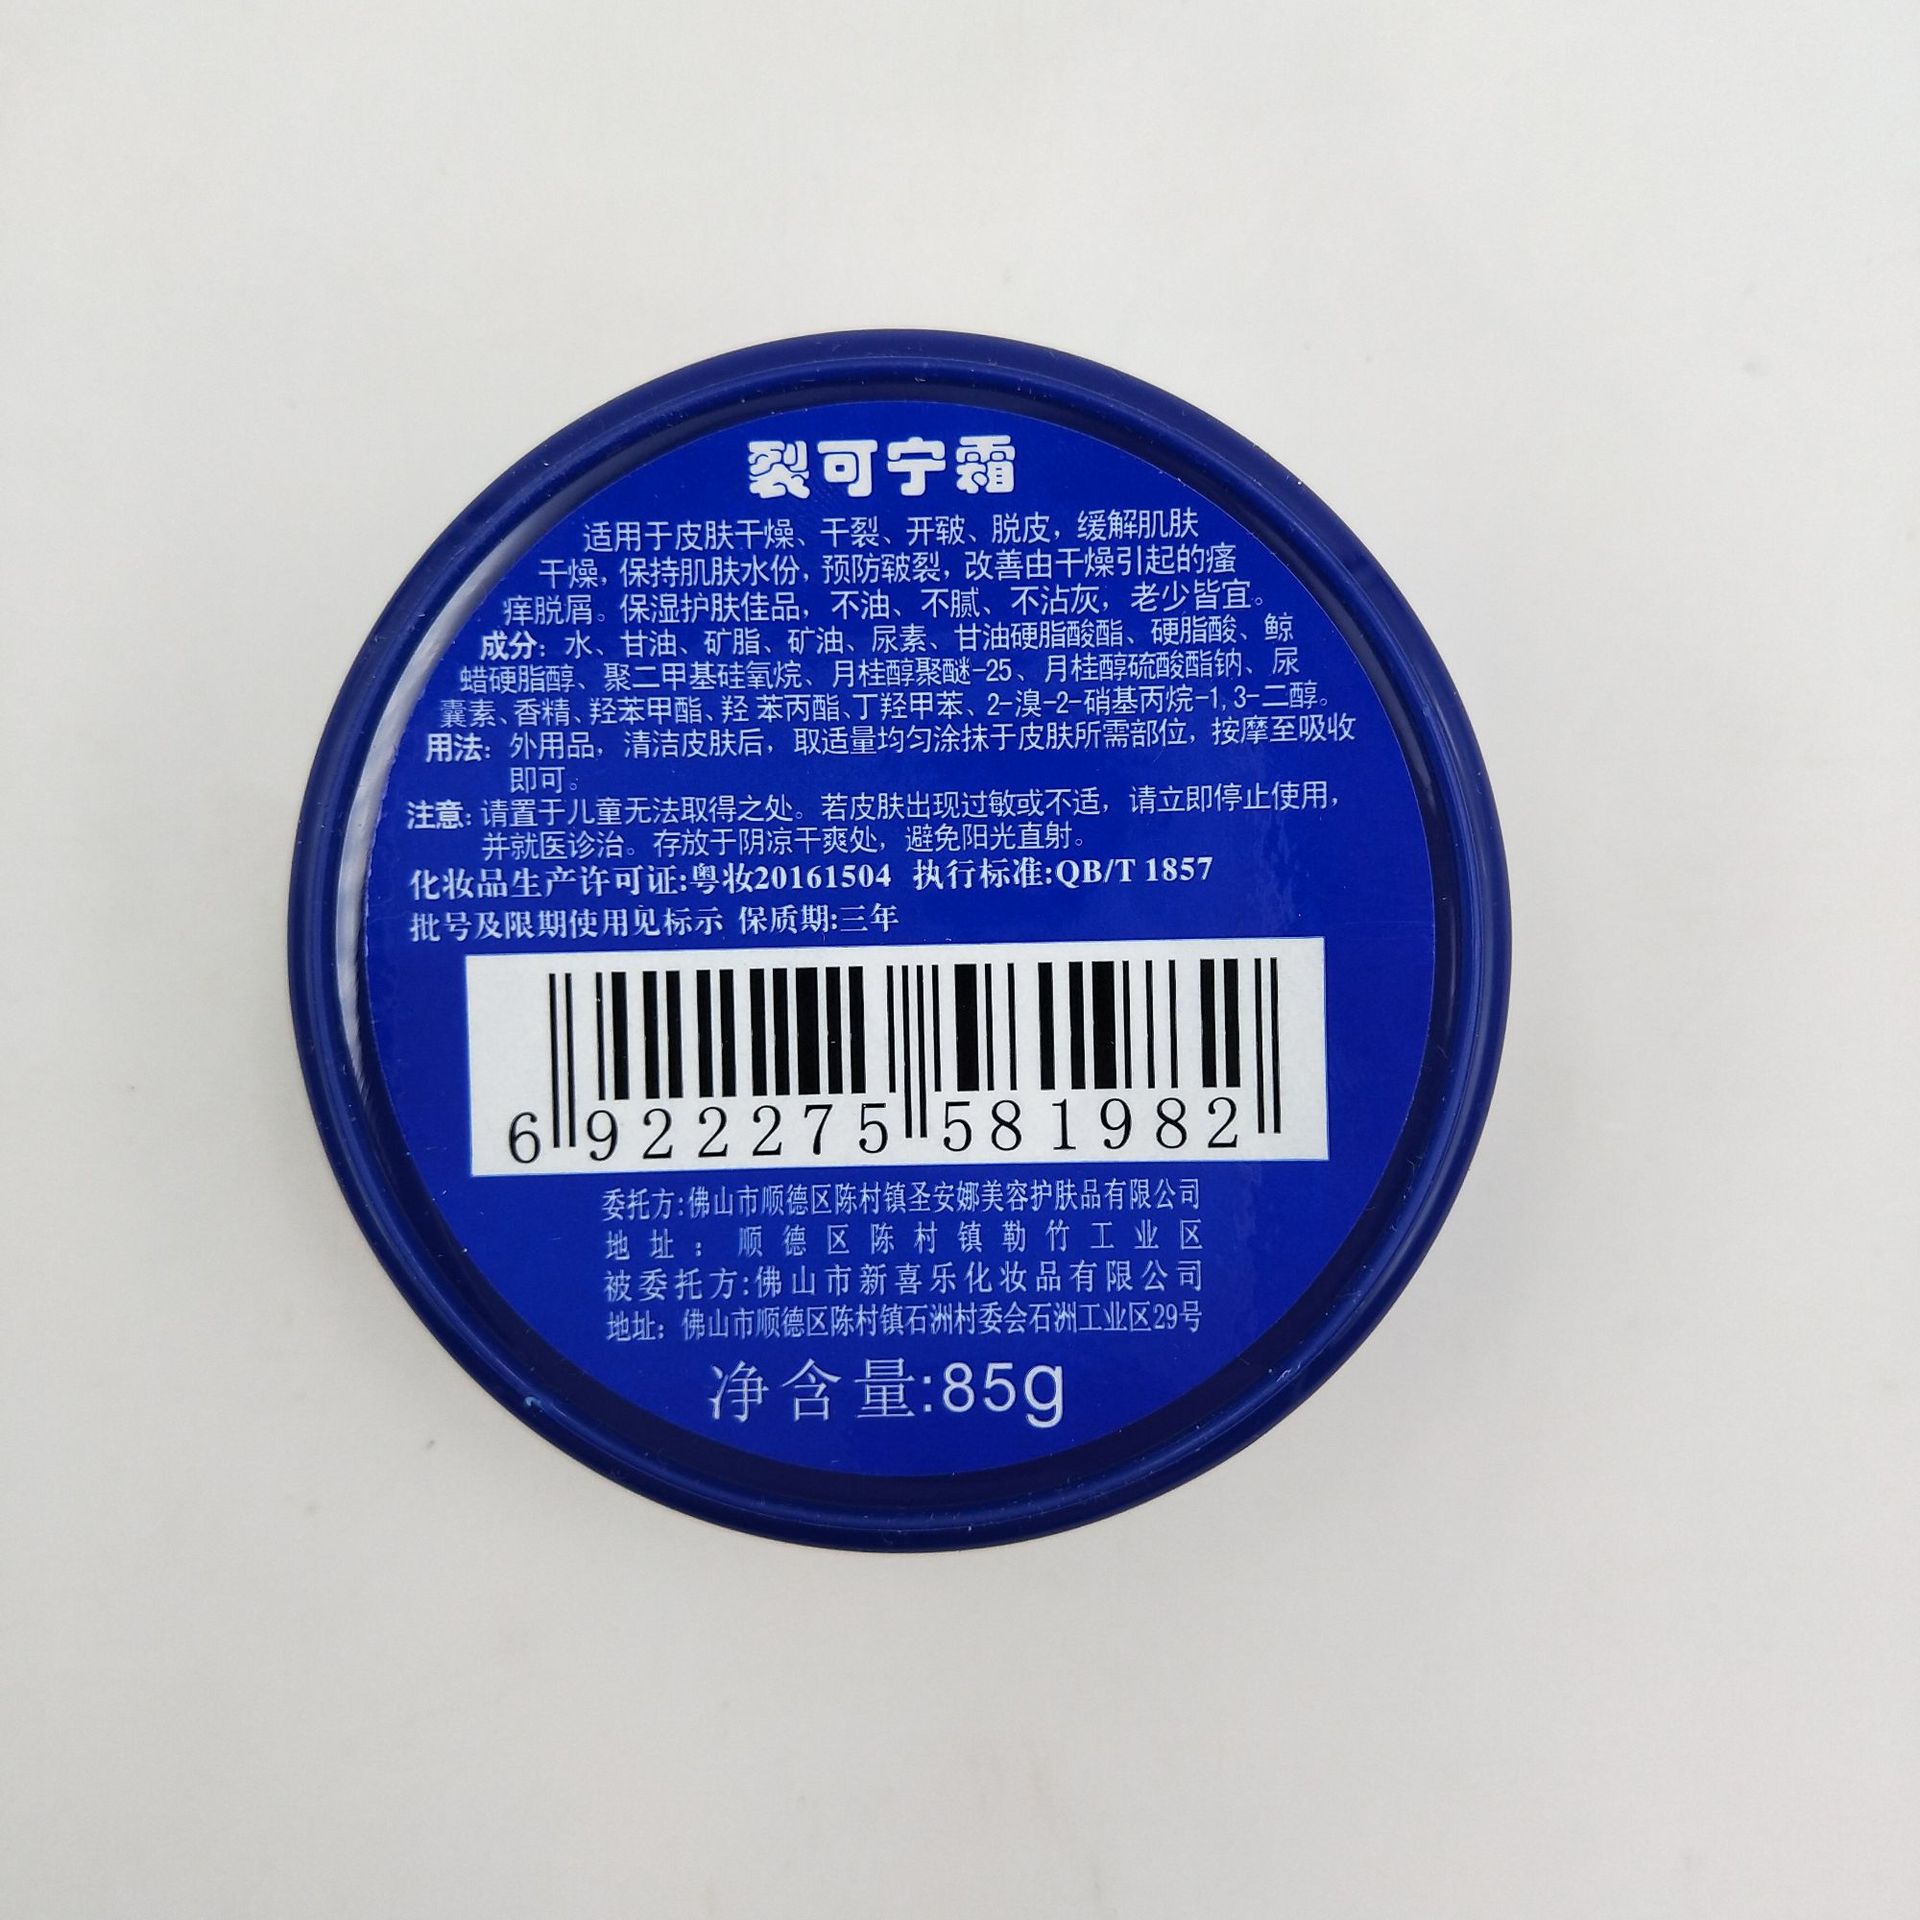 裂可宁霜
适用于皮肤干燥、干裂、开皲、脱皮，缓解肌肤
干燥，保持肌肤水份，预防皲裂，改善由干燥引起的瘙
痒脱屑。保湿护肤佳品，不油、不腻、不沾灰，老少皆宜。
成分：水、甘油、矿脂、矿油、尿素、甘油硬脂酸酯、硬脂酸、鲸
蜡硬脂醇、聚二甲基硅氧烷、月桂醇聚醚-25、月桂醇硫酸酯钠、尿
囊素、香精、羟苯甲酯、羟苯丙酯、丁羟甲苯、2-溴-2-硝基丙烷-1,3-二醇。
用法：外用品，清洁皮肤后，取适量均匀涂抹于皮肤所需部位，按摩至吸收
即可。
注意：请置于儿童无法取得之处。若皮肤出现过敏或不适，请立即停止使用，
并就医诊治。存放于阴凉干爽处，避免阳光直射。
化妆品生产许可证:粤妆20161504 执行标准:QB/T 1857
批号及限期使用见标示 保质期:三年
6 922275 581982
委托方:佛山市顺德区陈村镇圣安娜美容护肤品有限公司
地址：顺德区陈村镇勒竹工业区
被委托方:佛山市新喜乐化妆品有限公司
地址：佛山市顺德区陈村镇石洲村委会石洲工业区29号
净含量:85g